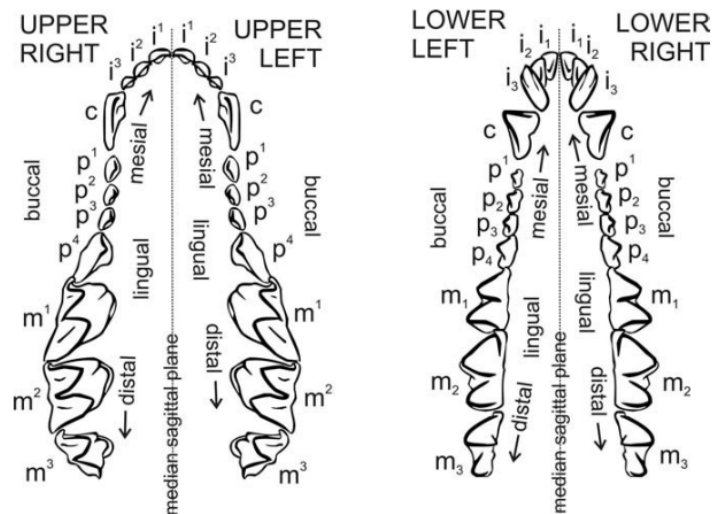 UPPER
RIGHT
i³ i² i¹ i¹ i² i³
UPPER
LEFT
c c
mesial mesial
p¹ p¹
p² p²
p³ p³
p⁴ p⁴
buccal lingual lingual buccal
m¹ m¹
m² m²
m³ m³
distal distal
median sagittal plane
LOWER
LEFT
i₃ i₂ i₁ i₁ i₂ i₃
LOWER
RIGHT
c c
mesial mesial
p¹ p¹
p₂ p₂
p₃ p₃
p₄ p₄
buccal lingual lingual buccal
m₁ m₁
m₂ m₂
m₃ m₃
distal distal
median sagittal plane